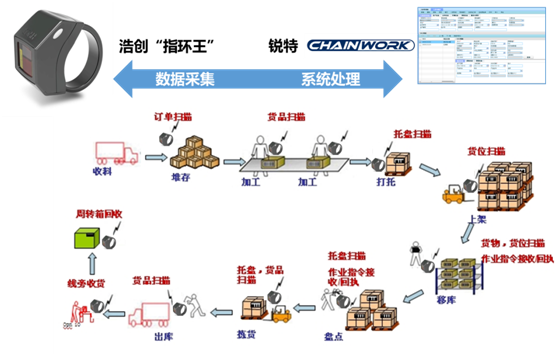 浩创“指环王”
锐特 CHAINWORK
数据采集
系统处理
订单扫描
货品扫描
托盘扫描
货位扫描
收料
堆存
加工
加工
打托
上架
周转箱回收
货物，货位扫描
作业指令接收/回执
移库
托盘扫描
作业指令接
收/回执
盘点
托盘，货品
扫描
拣货
货品扫描
出库
线旁收货